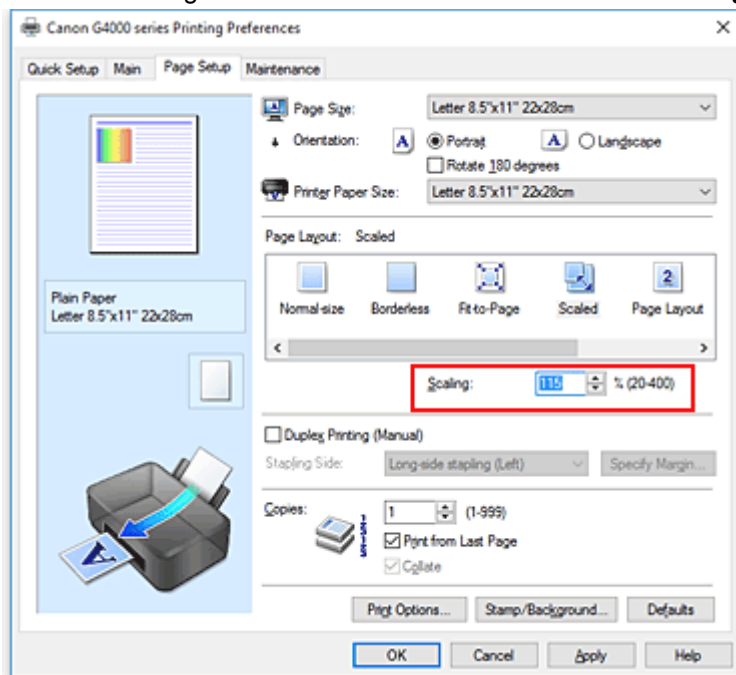 Canon G4000 series Printing Preferences
Quick Setup Main Page Setup Maintenance
Page Size: Letter 8.5"x11" 22x28cm
Orientation: A Portrait A Landscape
Rotate 180 degrees
Printer Paper Size: Letter 8.5"x11" 22x28cm
Page Layout: Scaled
Normal-size Borderless Fit-to-Page Scaled 2 Page Layout
Plain Paper
Letter 8.5"x11" 22x28cm
Scaling: 115 % (20-400)
Duplex Printing (Manual)
Stapling Side: Long-side stapling (Left) Specify Margin...
Copies: 1 (1-999)
Print from Last Page
Collate
A
Print Options... Stamp/Background... Defaults
OK Cancel Apply Help